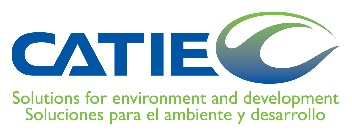 CATIE
Solutions for environment and development
Soluciones para el ambiente y desarrollo